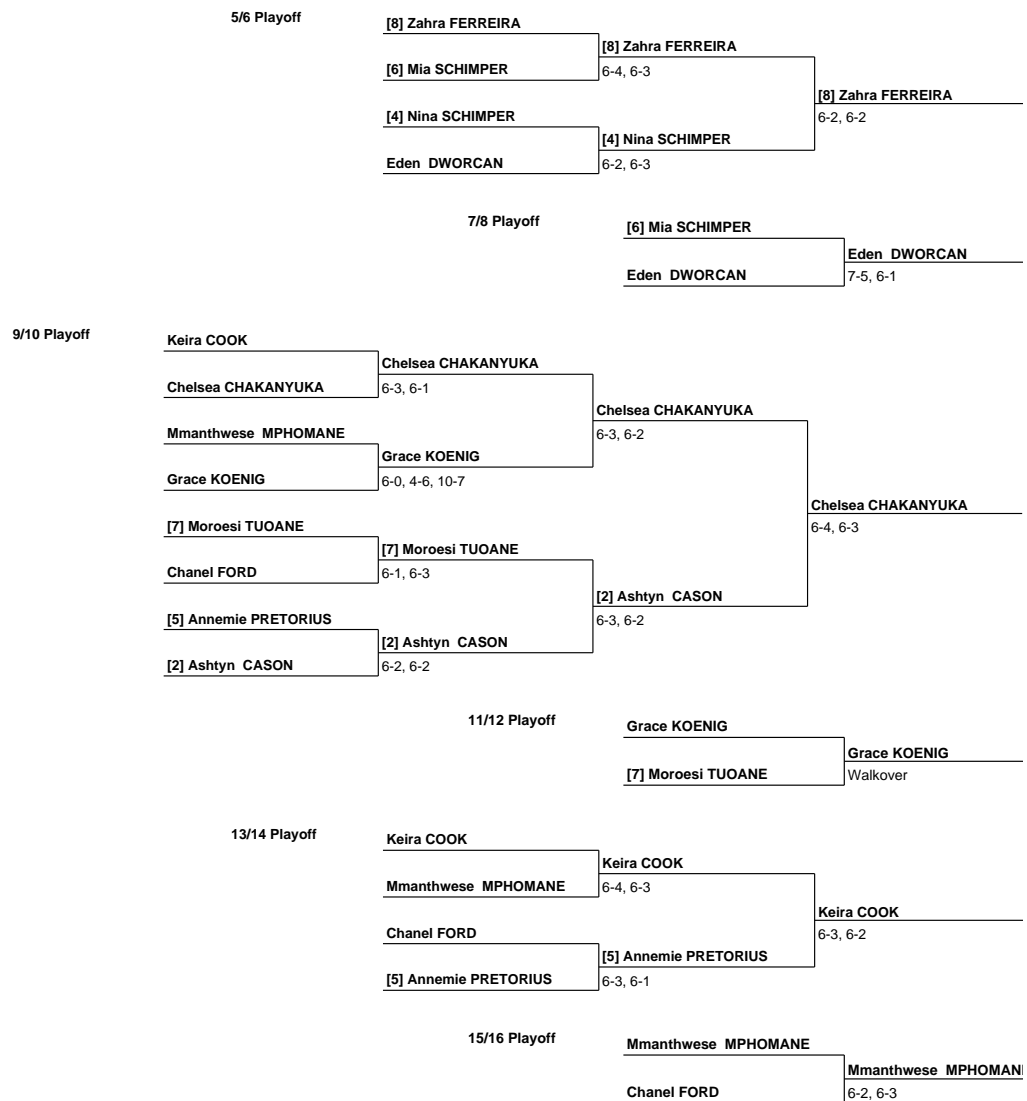 5/6 Playoff
[8] Zahra FERREIRA
[8] Zahra FERREIRA
[6] Mia SCHIMPER
6-4, 6-3
[8] Zahra FERREIRA
[4] Nina SCHIMPER
6-2, 6-2
[4] Nina SCHIMPER
Eden DWORCAN
6-2, 6-3
7/8 Playoff
[6] Mia SCHIMPER
Eden DWORCAN
Eden DWORCAN
7-5, 6-1
9/10 Playoff
Keira COOK
Chelsea CHAKANYUKA
Chelsea CHAKANYUKA
6-3, 6-1
Chelsea CHAKANYUKA
Mmanthwese MPHOMANE
6-3, 6-2
Grace KOENIG
Grace KOENIG
6-0, 4-6, 10-7
Chelsea CHAKANYUKA
[7] Moroesi TUOANE
6-4, 6-3
[7] Moroesi TUOANE
Chanel FORD
6-1, 6-3
[2] Ashtyn CASON
[5] Annemie PRETORIUS
6-3, 6-2
[2] Ashtyn CASON
[2] Ashtyn CASON
6-2, 6-2
11/12 Playoff
Grace KOENIG
Grace KOENIG
[7] Moroesi TUOANE
Walkover
13/14 Playoff
Keira COOK
Keira COOK
Mmanthwese MPHOMANE
6-4, 6-3
Keira COOK
Chanel FORD
6-3, 6-2
[5] Annemie PRETORIUS
[5] Annemie PRETORIUS
6-3, 6-1
15/16 Playoff
Mmanthwese MPHOMANE
Mmanthwese MPHOMANE
Chanel FORD
6-2, 6-3